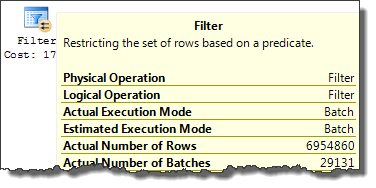 Filter
Cost: 17
Filter
Restricting the set of rows based on a predicate.
Physical Operation Filter
Logical Operation Filter
Actual Execution Mode Batch
Estimated Execution Mode Batch
Actual Number of Rows 6954860
Actual Number of Batches 29131